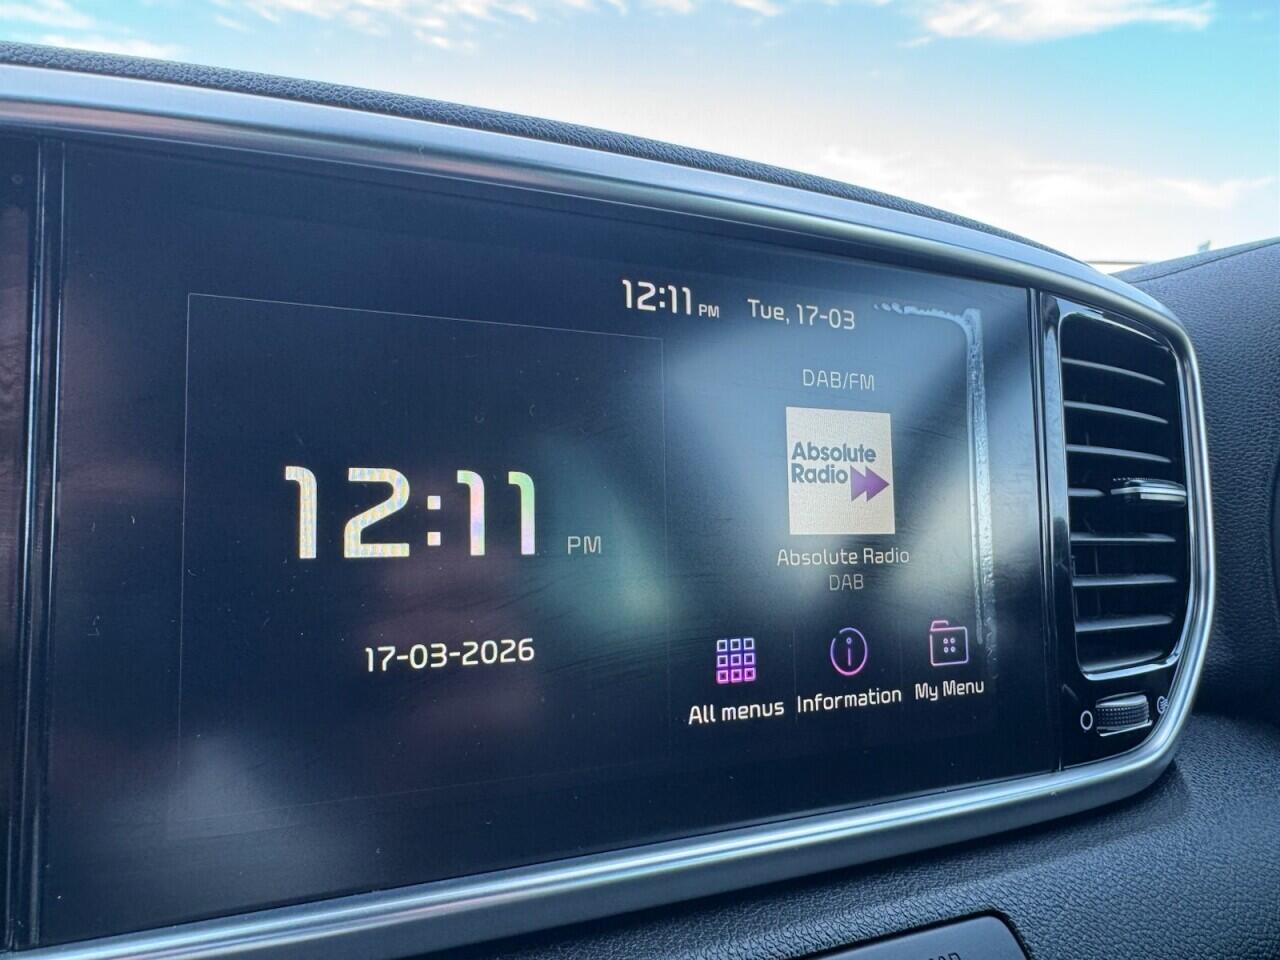 12:11 PM Tue, 17-03
12:11 PM
17-03-2026
DAB/FM
Absolute
Radio
Absolute Radio
DAB
All menus Information My Menu